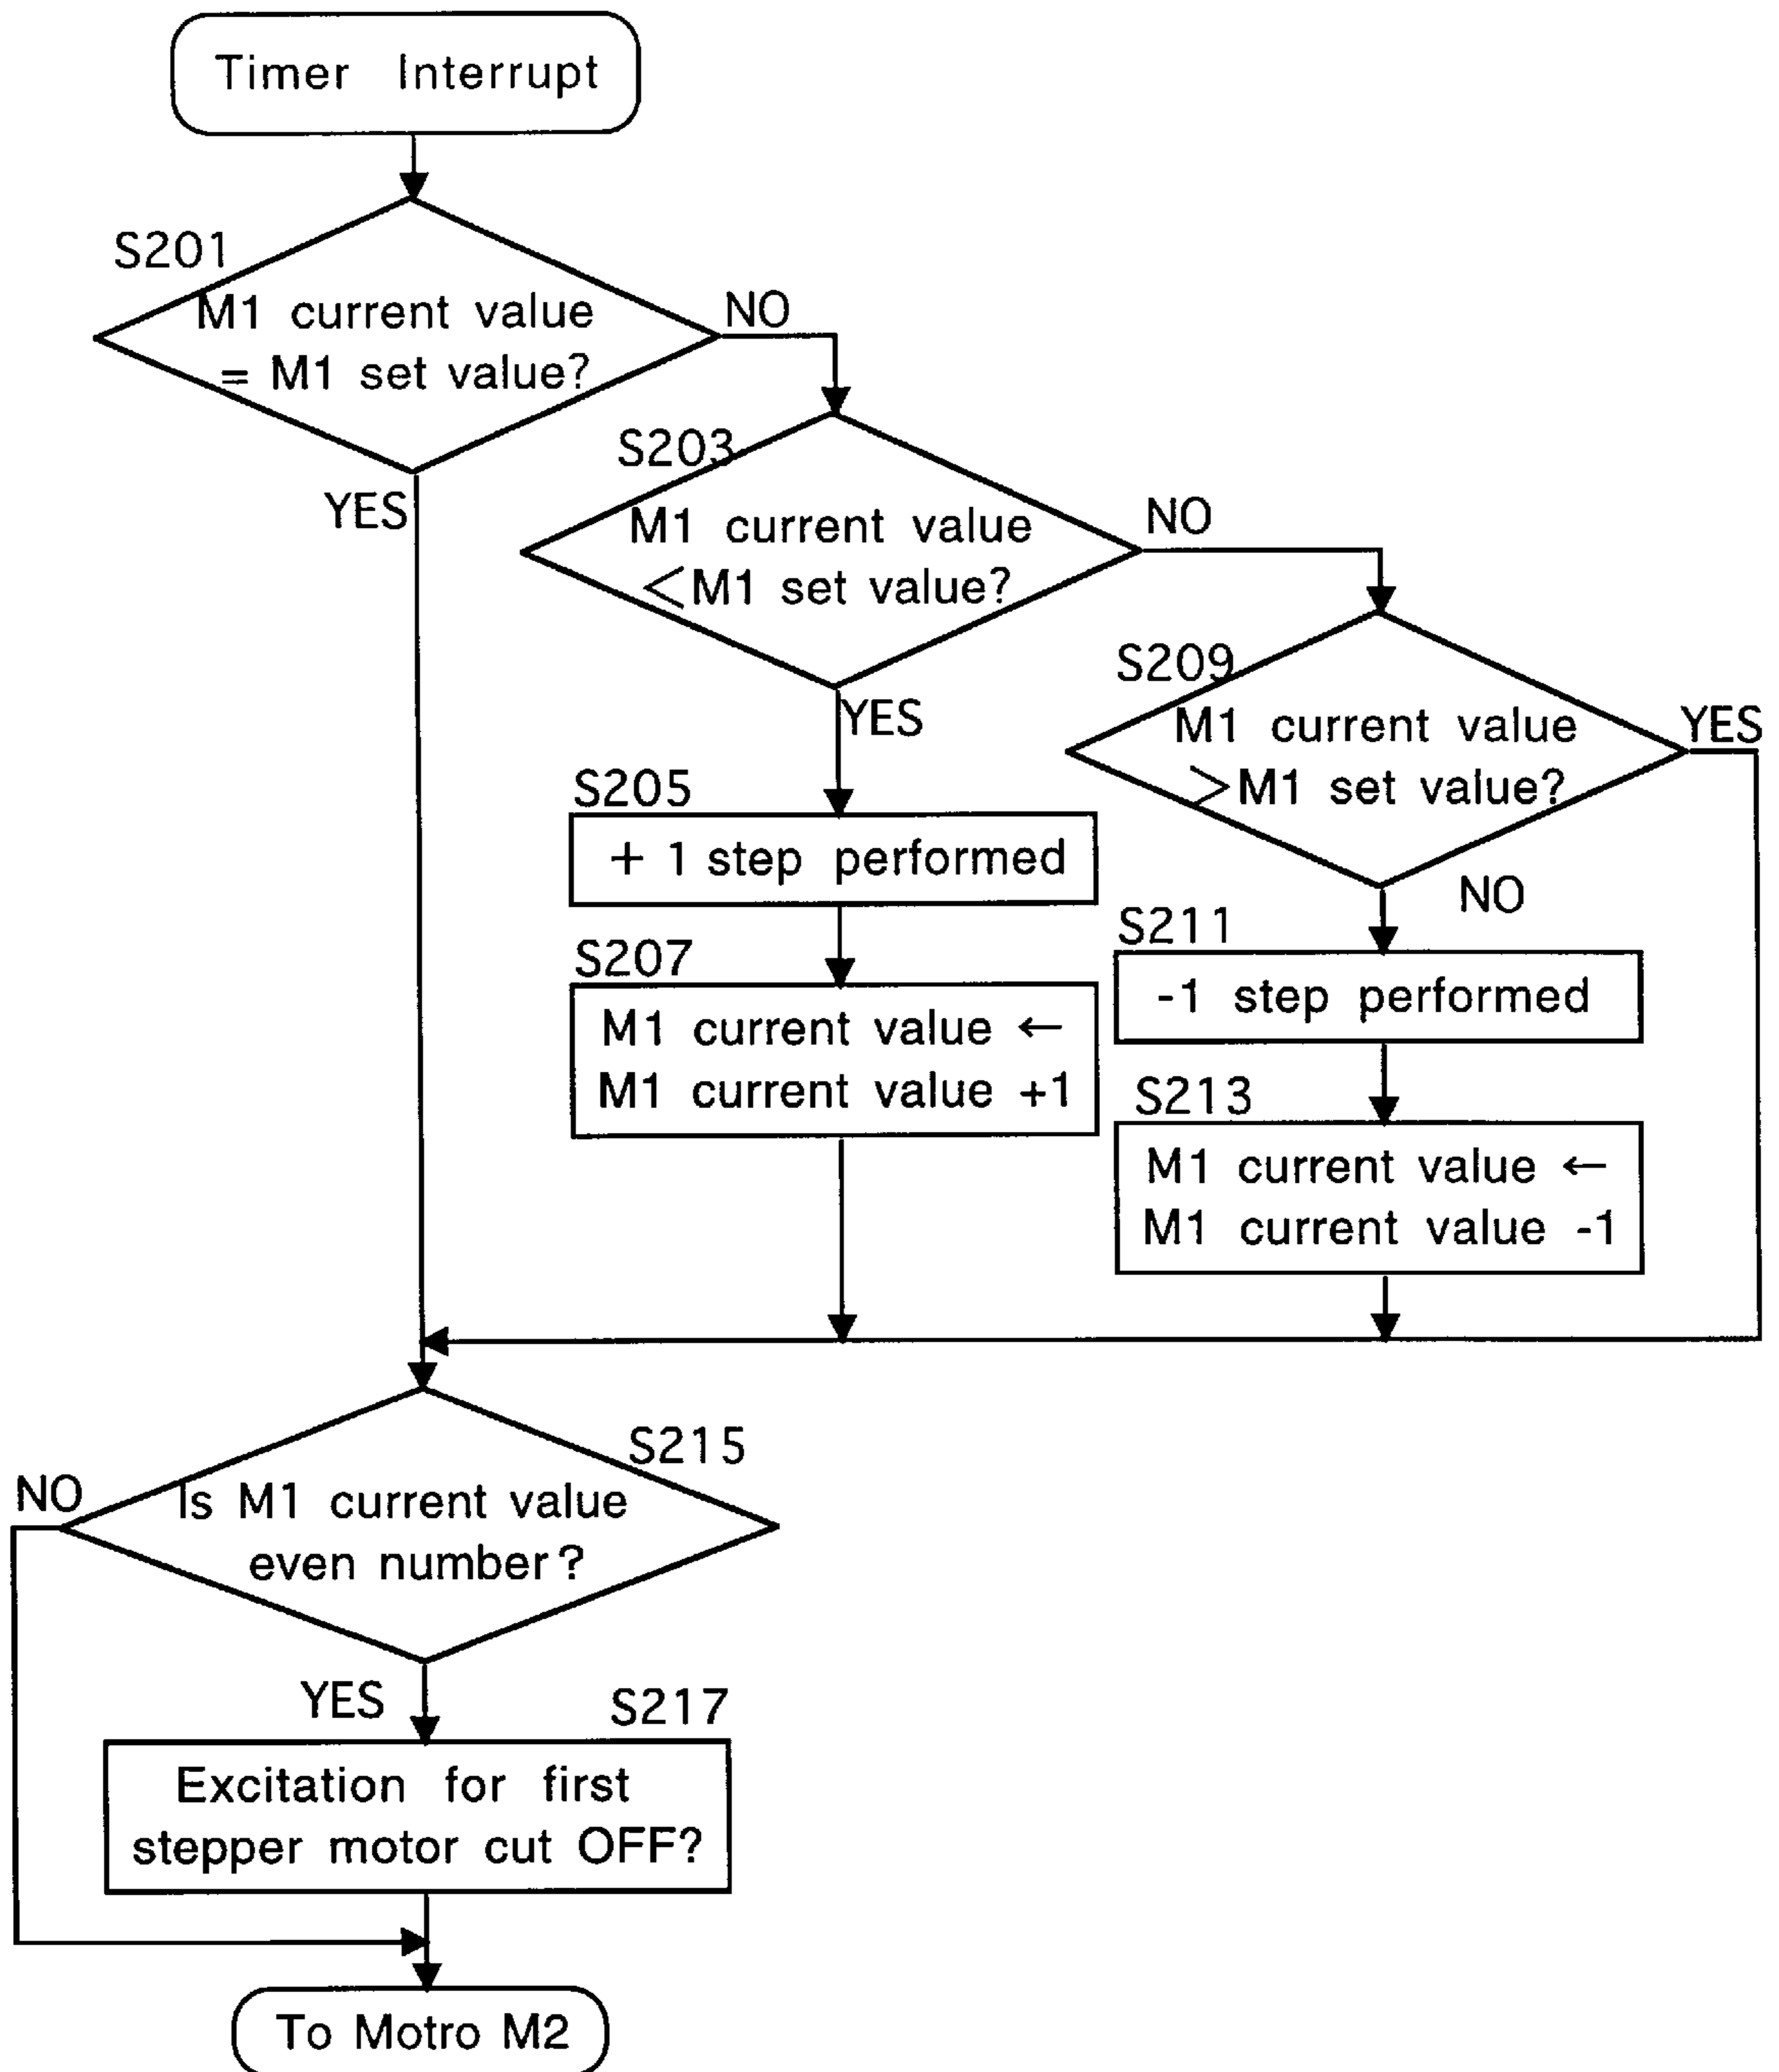 Timer Interrupt
S201
M1 current value
= M1 set value?
NO
YES
S203
M1 current value
<M1 set value?
NO
YES
S209
M1 current value
>M1 set value?
YES
NO
S205
+ 1 step performed
S207
M1 current value ←
M1 current value +1
S211
-1 step performed
S213
M1 current value ←
M1 current value -1
S215
Is M1 current value
even number?
NO
YES
S217
Excitation for first
stepper motor cut OFF?
To Motro M2